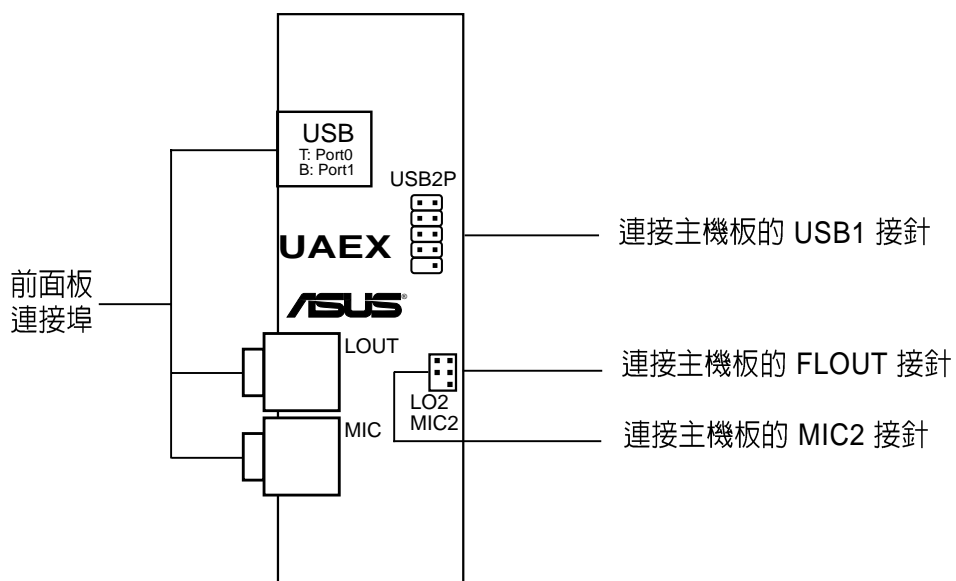 USB
T: Port0
B: Port1
USB2P
UAEX
連接主機板的 USB1 接針
前面板
連接埠
ASUS®
LOUT
連接主機板的 FLOUT 接針
LO2
MIC2
MIC
連接主機板的 MIC2 接針